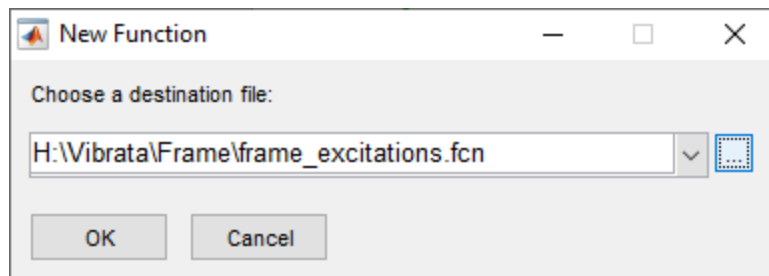 New Function
Choose a destination file:
H:\Vibrata\Frame\frame_excitations.fcn
...
OK Cancel